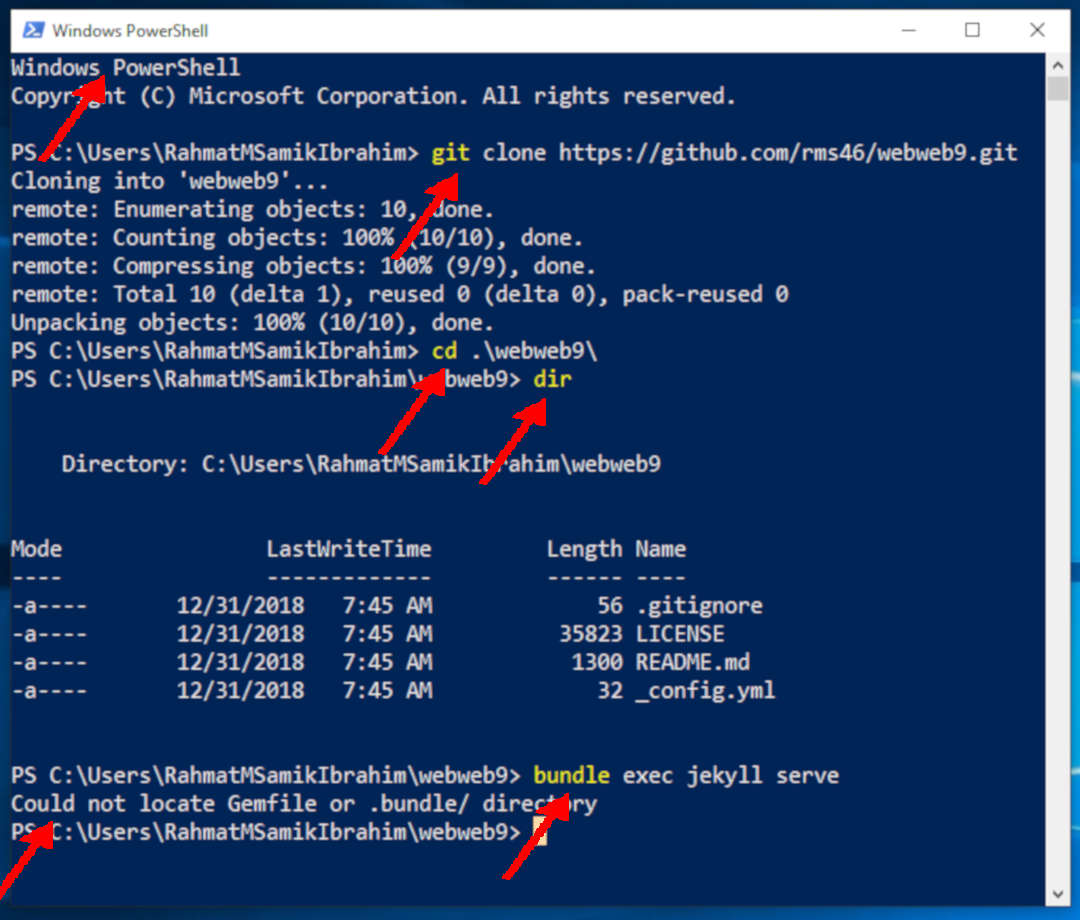 Windows PowerShell
Windows PowerShell
Copyright (C) Microsoft Corporation. All rights reserved.
PS C:\Users\RahmatMSamikIbrahim> git clone https://github.com/rms46/webweb9.git
Cloning into 'webweb9'...
remote: Enumerating objects: 10, done.
remote: Counting objects: 100% (10/10), done.
remote: Compressing objects: 100% (9/9), done.
remote: Total 10 (delta 1), reused 0 (delta 0), pack-reused 0
Unpacking objects: 100% (10/10), done.
PS C:\Users\RahmatMSamikIbrahim> cd .\webweb9\
PS C:\Users\RahmatMSamikIbrahim\webweb9> dir
Directory: C:\Users\RahmatMSamikIbrahim\webweb9
Mode LastWriteTime Length Name
---- ------------- ------ ----
-a---- 12/31/2018 7:45 AM 56 .gitignore
-a---- 12/31/2018 7:45 AM 35823 LICENSE
-a---- 12/31/2018 7:45 AM 1300 README.md
-a---- 12/31/2018 7:45 AM 32 _config.yml
PS C:\Users\RahmatMSamikIbrahim\webweb9> bundle exec jekyll serve
Could not locate Gemfile or .bundle/ directory
PS C:\Users\RahmatMSamikIbrahim\webweb9>